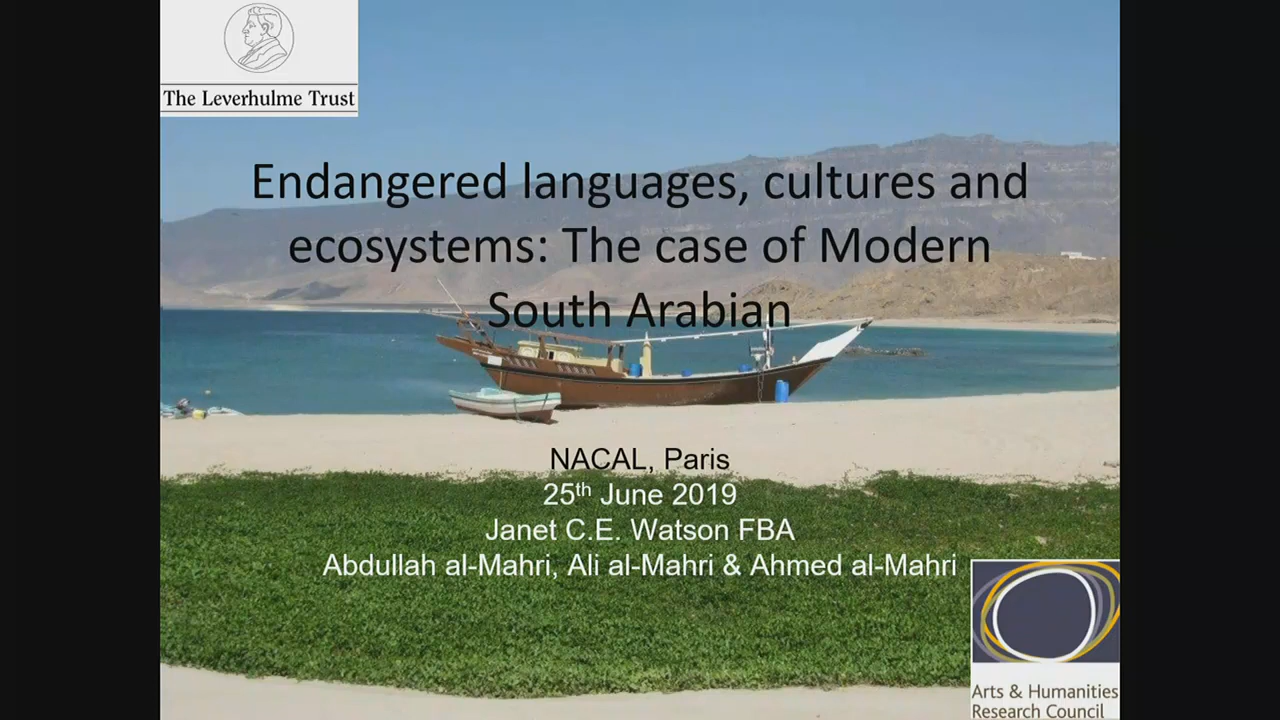 The Leverhulme Trust
Endangered languages, cultures and
ecosystems: The case of Modern
South Arabian
NACAL, Paris
25th June 2019
Janet C.E. Watson FBA
Abdullah al-Mahri, Ali al-Mahri & Ahmed al-Mahri
Arts & Humanities
Research Council